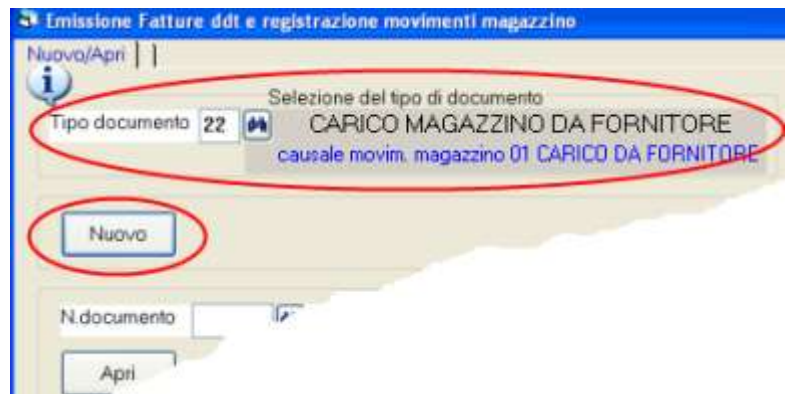 Emissione Fatture ddt e registrazione movimenti magazzino
Nuovo/Apri
Selezione del tipo di documento
Tipo documento 22 CARICO MAGAZZINO DA FORNITORE
causale movim. magazzino 01 CARICO DA FORNITORE
Nuovo
N.documento
Apri